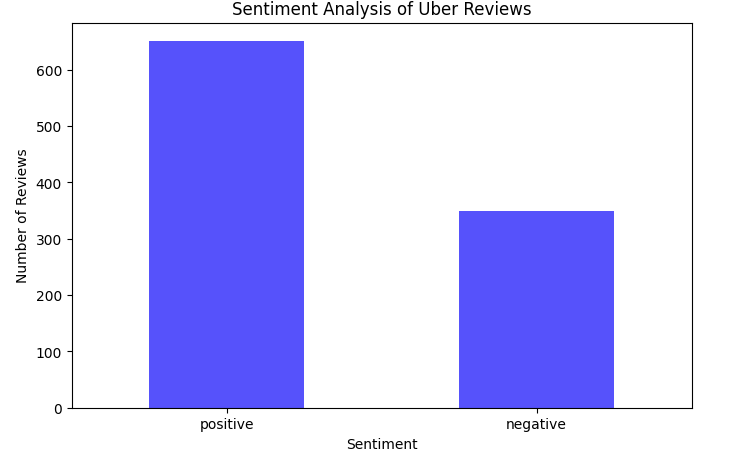 Sentiment Analysis of Uber Reviews
Number of Reviews
600
500
400
300
200
100
0
positive
negative
Sentiment